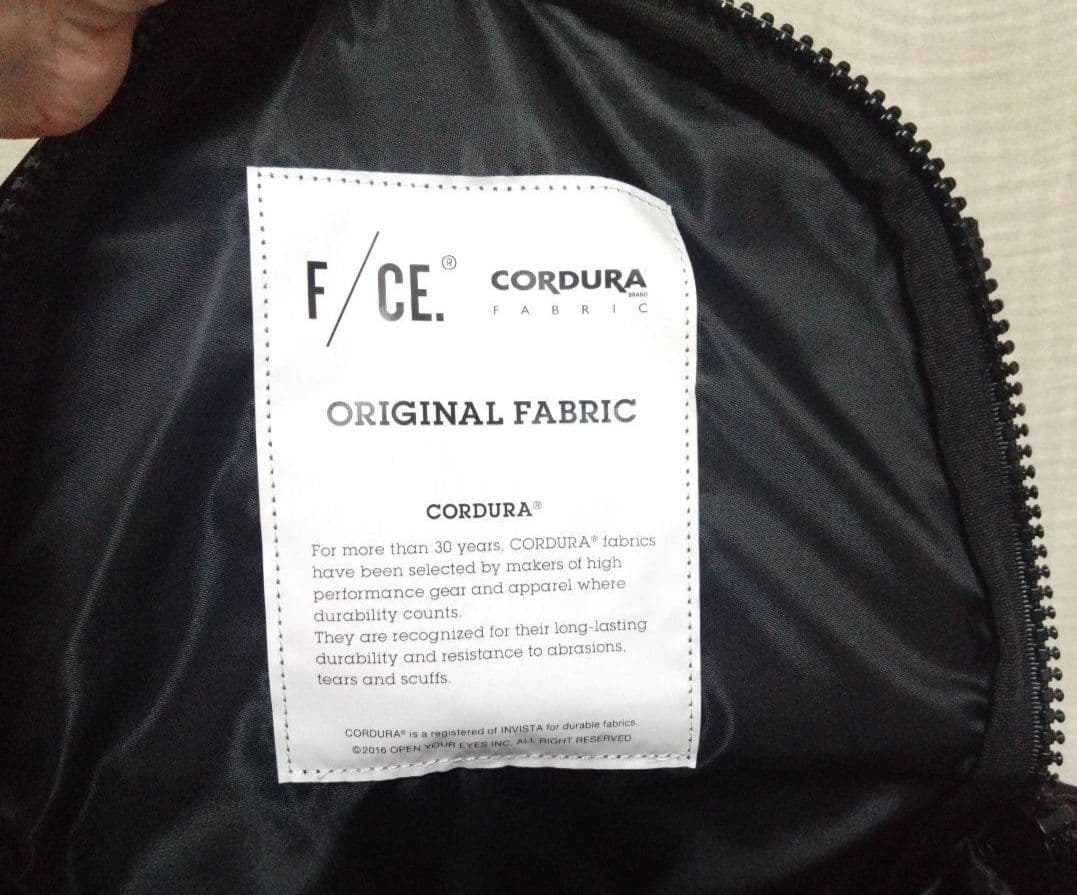 F/CE.® CORDURA
BRAND
FABRIC
ORIGINAL FABRIC
CORDURA®
For more than 30 years, CORDURA® fabrics
have been selected by makers of high
performance gear and apparel where
durability counts.
They are recognized for their long-lasting
durability and resistance to abrasions,
tears and scuffs.
CORDURA® is a registered of INVISTA for durable fabrics.
©2016 OPEN YOUR EYES INC. ALL RIGHT RESERVED